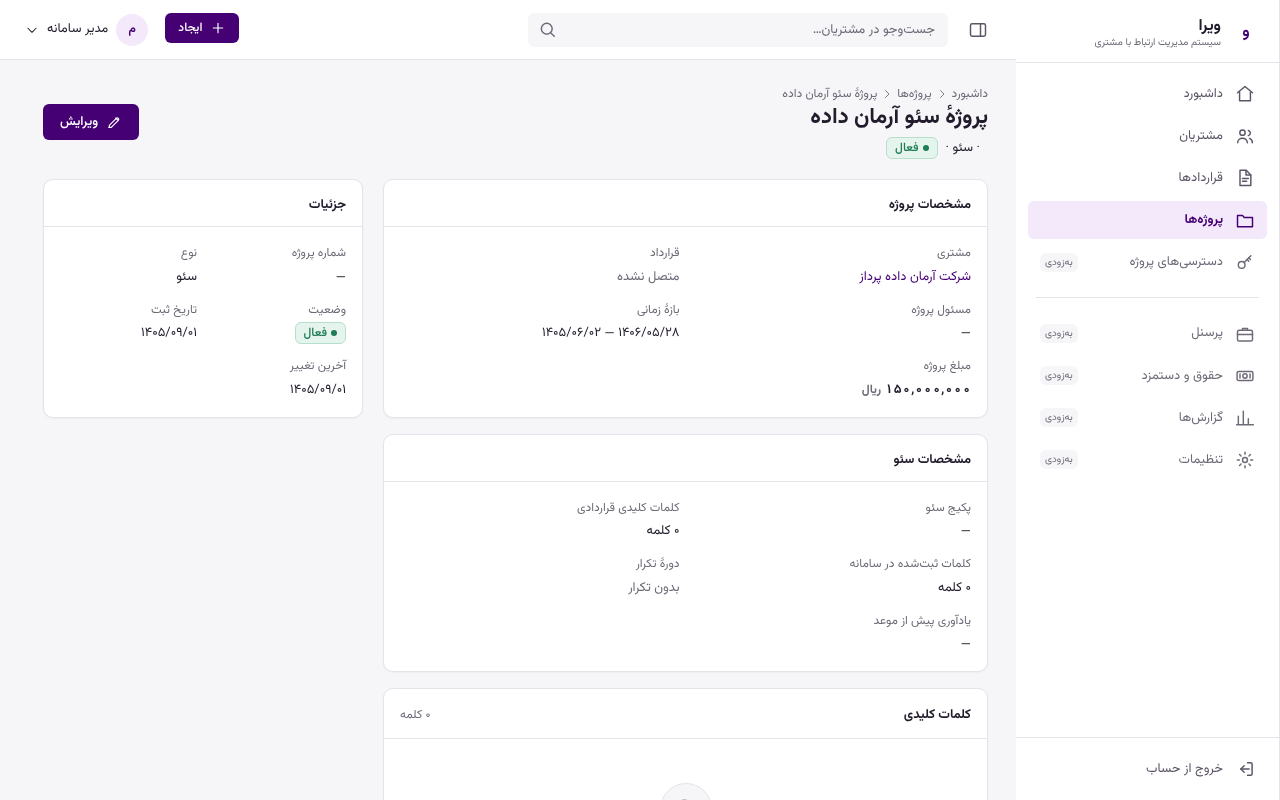 و
ویرا
سیستم مدیریت ارتباط با مشتری
داشبورد
مشتریان
قراردادها
پروژه‌ها
دسترسی‌های پروژه
به‌زودی
پرسنل
به‌زودی
حقوق و دستمزد
به‌زودی
گزارش‌ها
به‌زودی
تنظیمات
به‌زودی
خروج از حساب
جست‌وجو در مشتریان...
ایجاد
م
مدیر سامانه
داشبورد
پروژه‌ها
پروژهٔ سئو آرمان داده
پروژهٔ سئو آرمان داده
· سئو ·
فعال
ویرایش
مشخصات پروژه
مشتری
شرکت آرمان داده پرداز
قرارداد
متصل نشده
مسئول پروژه
—
بازهٔ زمانی
۱۴۰۵/۰۶/۰۲ — ۱۴۰۶/۰۵/۲۸
مبلغ پروژه
۱۵۰,۰۰۰,۰۰۰ ریال
جزئیات
شماره پروژه
—
نوع
سئو
وضعیت
فعال
تاریخ ثبت
۱۴۰۵/۰۹/۰۱
آخرین تغییر
۱۴۰۵/۰۹/۰۱
مشخصات سئو
پکیج سئو
—
کلمات کلیدی قراردادی
۰ کلمه
کلمات ثبت‌شده در سامانه
۰ کلمه
دورهٔ تکرار
بدون تکرار
یادآوری پیش از موعد
—
کلمات کلیدی
۰ کلمه